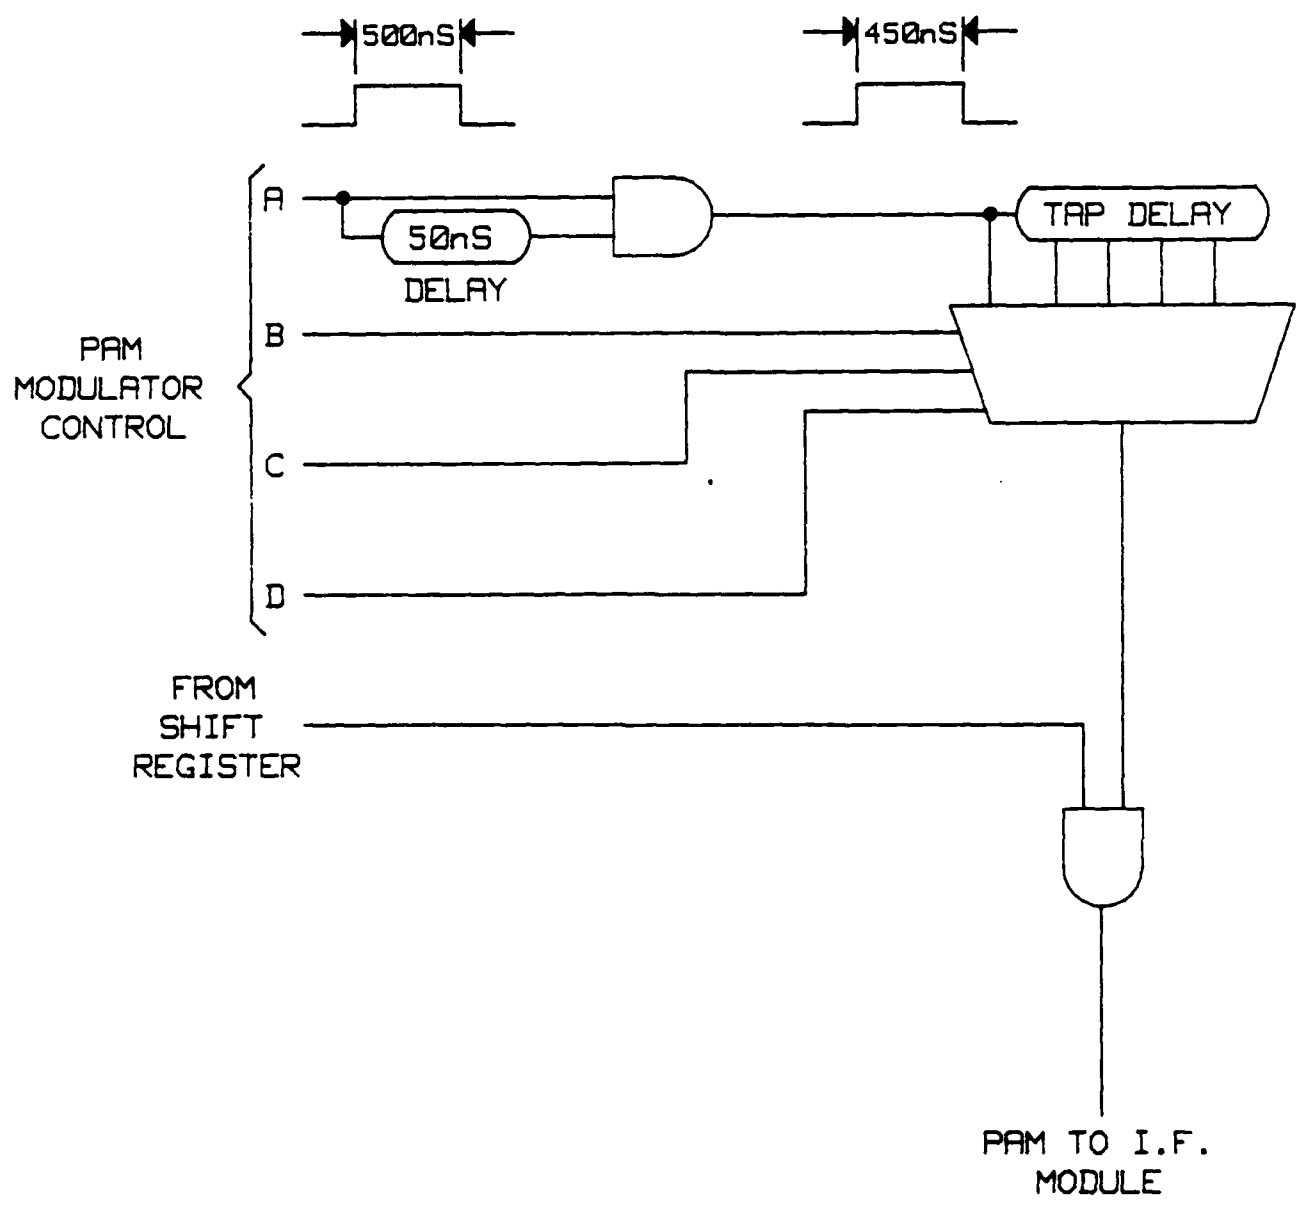 500nS
450nS
A
50nS
DELAY
TAP DELAY
B
PAM
MODULATOR
CONTROL
C
D
FROM
SHIFT
REGISTER
PAM TO I.F.
MODULE